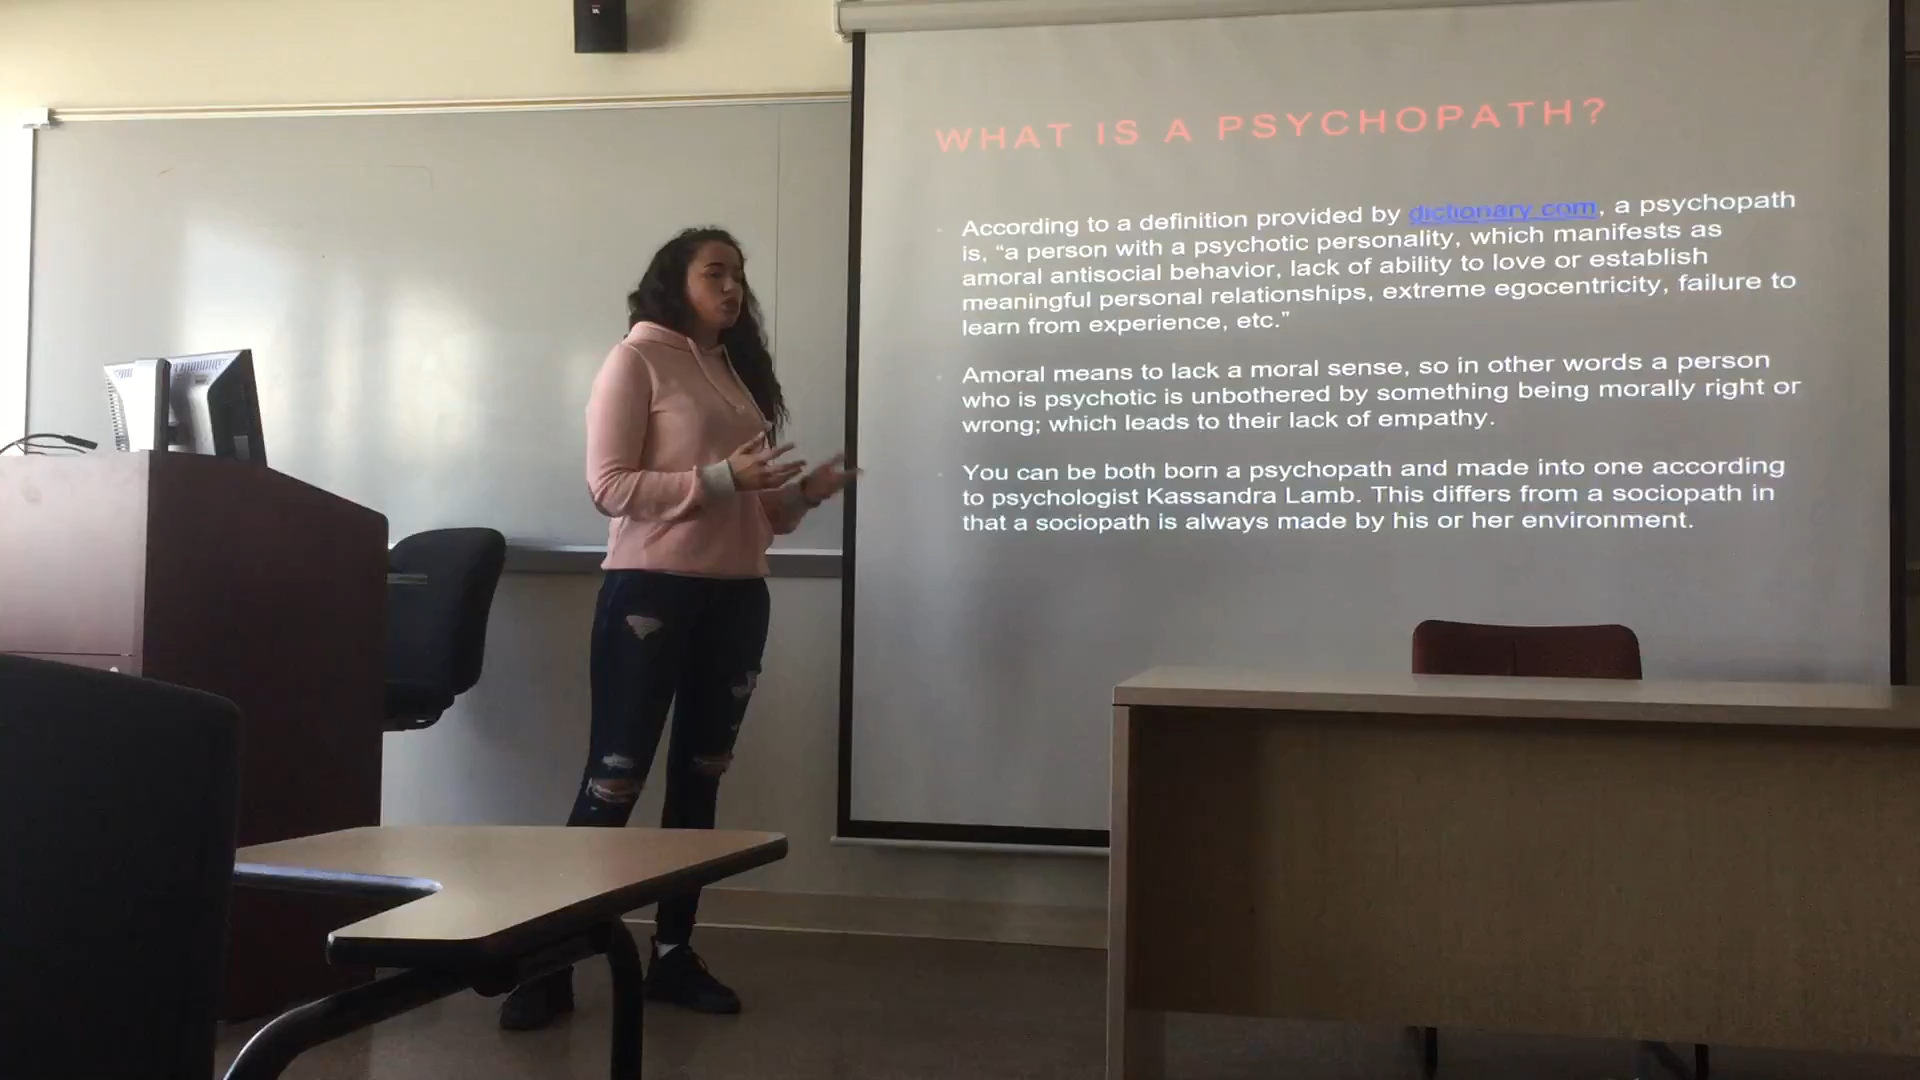 WHAT IS A PSYCHOPATH?
According to a definition provided by dictionary.com, a psychopath
is, “a person with a psychotic personality, which manifests as
amoral antisocial behavior, lack of ability to love or establish
meaningful personal relationships, extreme egocentricity, failure to
learn from experience, etc.”
Amoral means to lack a moral sense, so in other words a person
who is psychotic is unbothered by something being morally right or
wrong; which leads to their lack of empathy.
You can be both born a psychopath and made into one according
to psychologist Kassandra Lamb. This differs from a sociopath in
that a sociopath is always made by his or her environment.